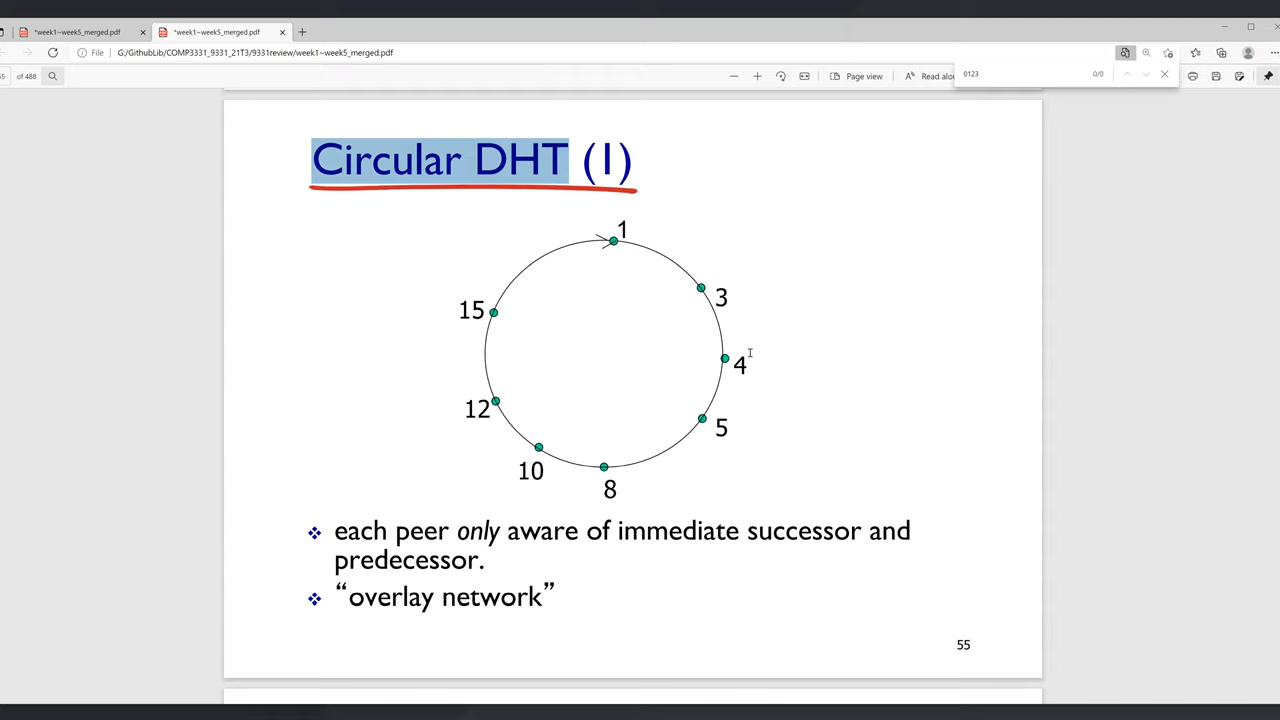 *week1~week5_merged.pdf
*week1~week5_merged.pdf
File
G:/GithubLib/COMP3331_9331_21T3/9331review/week1~week5_merged.pdf
0123
0/0
of 488
Page view
Read alou
Circular DHT (I)
1
3
15
4
12
5
10
8
❖ each peer only aware of immediate successor and
predecessor.
❖ “overlay network”
55